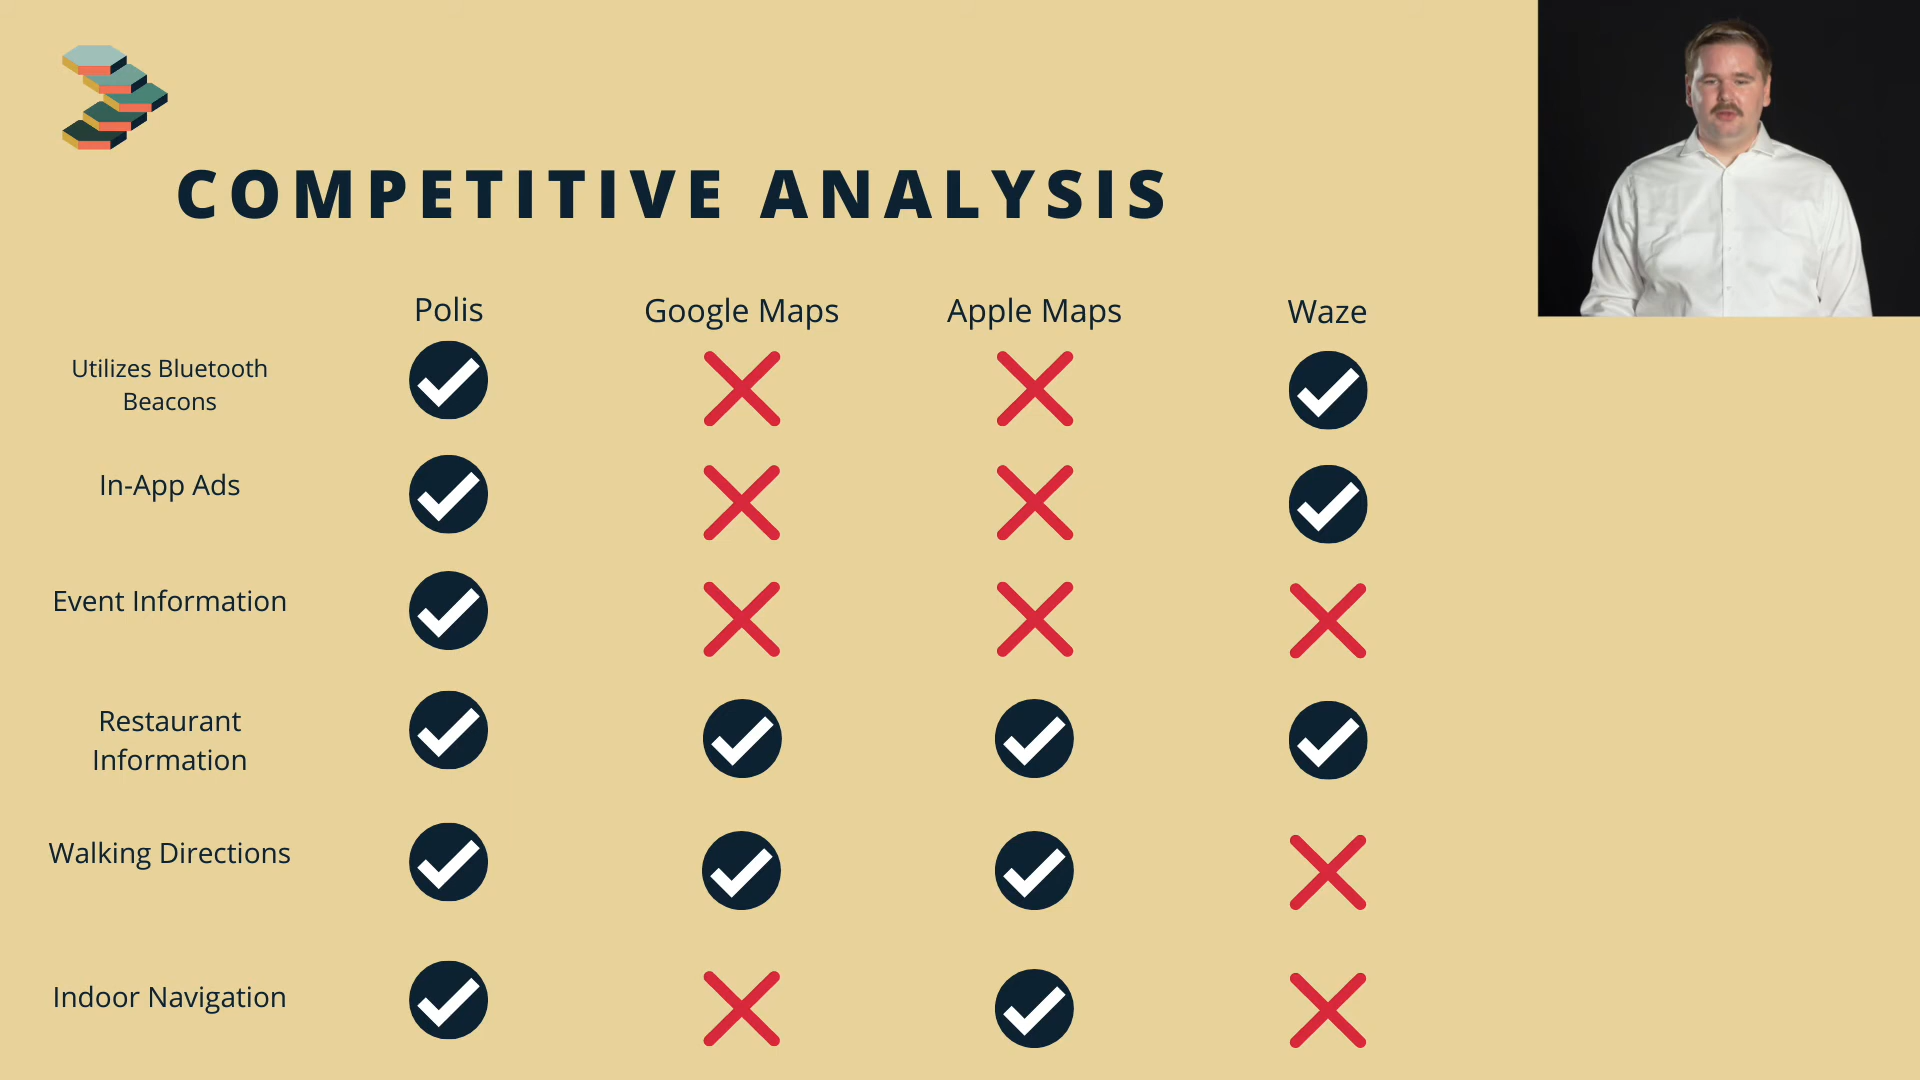 COMPETITIVE ANALYSIS
Polis Google Maps Apple Maps Waze
Utilizes Bluetooth
Beacons
In-App Ads
Event Information
Restaurant
Information
Walking Directions
Indoor Navigation